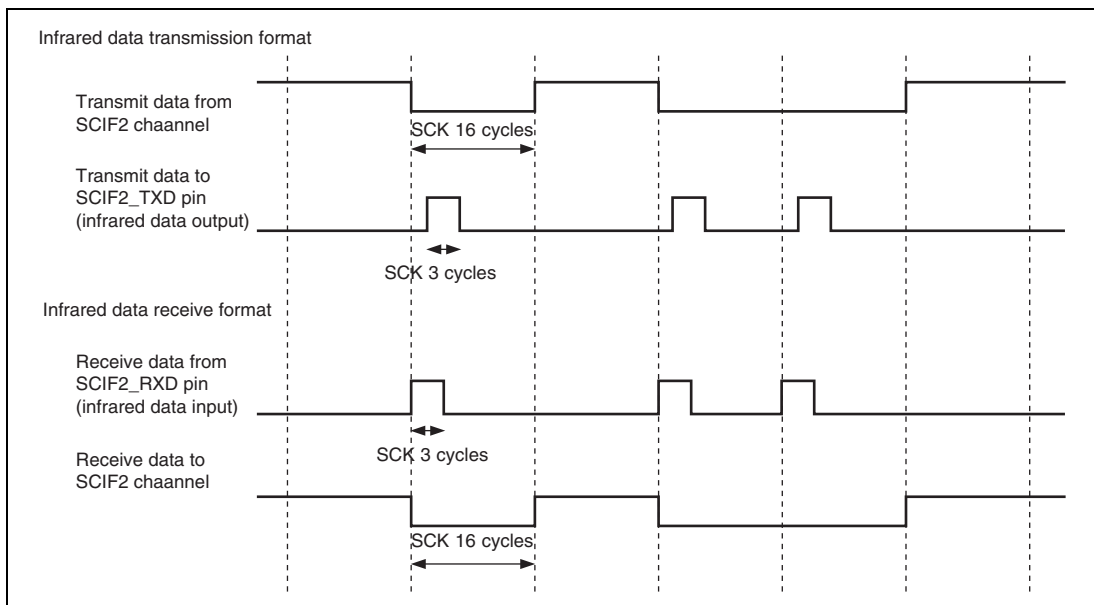 Infrared data transmission format
Transmit data from
SCIF2 chaannel
SCK 16 cycles
Transmit data to
SCIF2_TXD pin
(infrared data output)
SCK 3 cycles
Infrared data receive format
Receive data from
SCIF2_RXD pin
(infrared data input)
SCK 3 cycles
Receive data to
SCIF2 chaannel
SCK 16 cycles